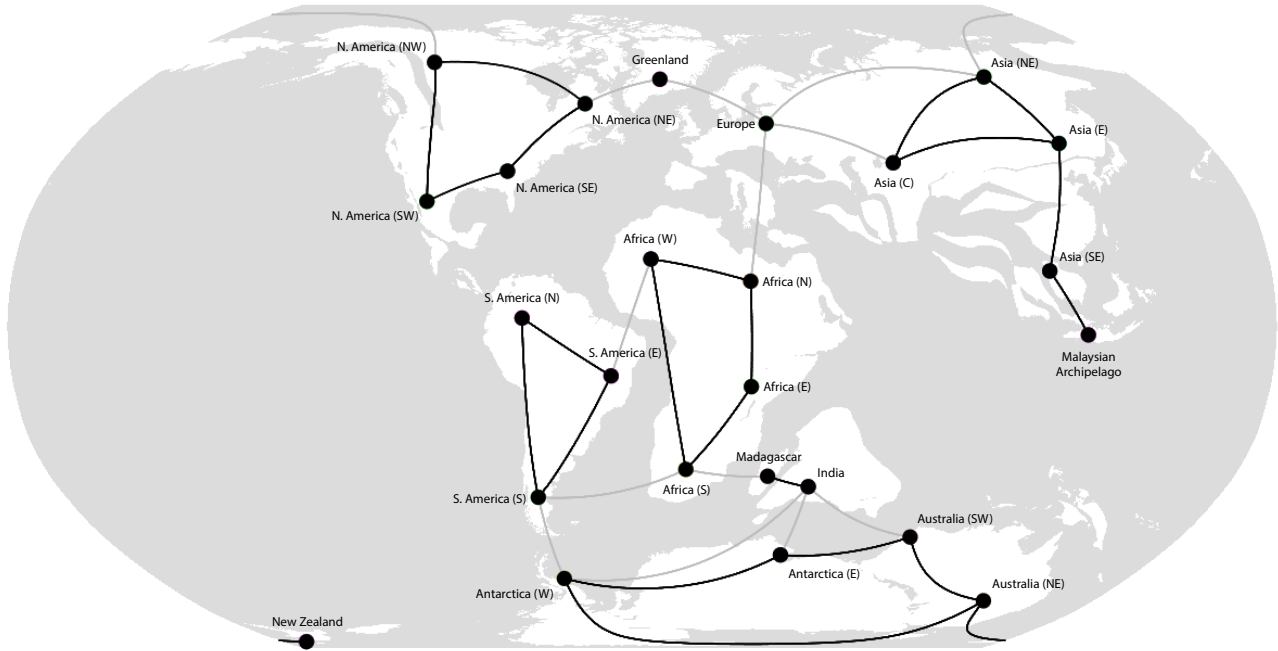 N. America (NW)
Greenland
Asia (NE)
N. America (NE)
Europe
Asia (E)
Asia (C)
N. America (SE)
N. America (SW)
Africa (W)
Asia (SE)
Africa (N)
S. America (N)
S. America (E)
Malaysian
Archipelago
Africa (E)
Madagascar
India
Africa (S)
S. America (S)
Australia (SW)
Antarctica (E)
Australia (NE)
Antarctica (W)
New Zealand